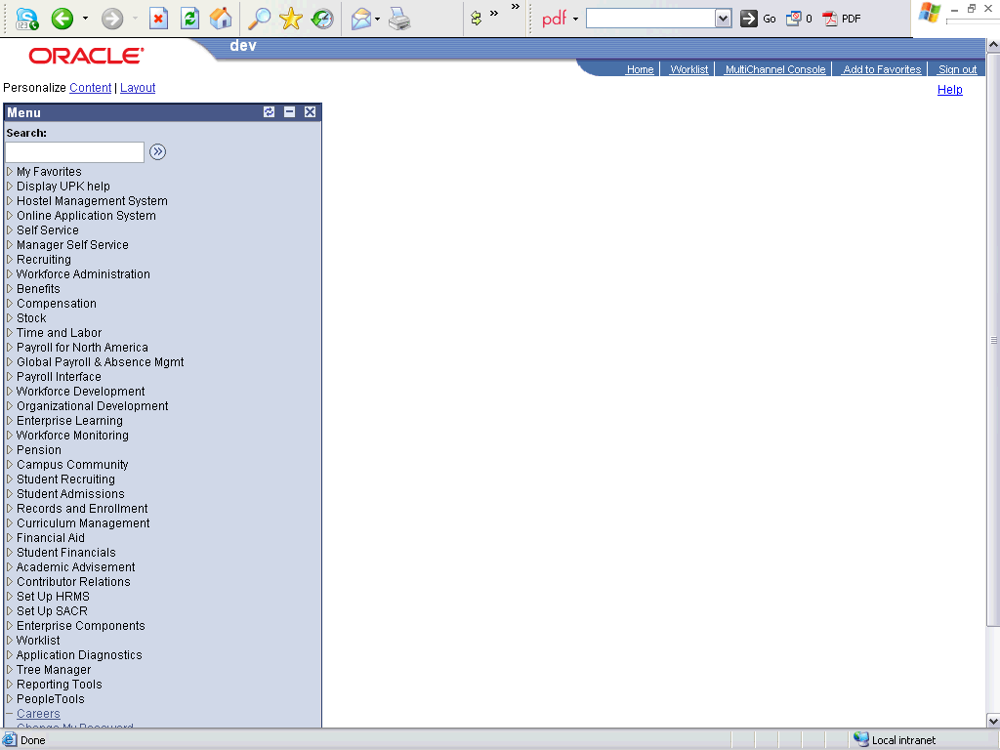 pdf
Go
0
PDF
ORACLE
dev
Home
Worklist
MultiChannel Console
Add to Favorites
Sign out
Personalize Content | Layout
Help
Menu
Search:
My Favorites
Display UPK help
Hostel Management System
Online Application System
Self Service
Manager Self Service
Recruiting
Workforce Administration
Benefits
Compensation
Stock
Time and Labor
Payroll for North America
Global Payroll & Absence Mgmt
Payroll Interface
Workforce Development
Organizational Development
Enterprise Learning
Workforce Monitoring
Pension
Campus Community
Student Recruiting
Student Admissions
Records and Enrollment
Curriculum Management
Financial Aid
Student Financials
Academic Advisement
Contributor Relations
Set Up HRMS
Set Up SACR
Enterprise Components
Worklist
Application Diagnostics
Tree Manager
Reporting Tools
PeopleTools
Careers
Change My Password
Done
Local intranet